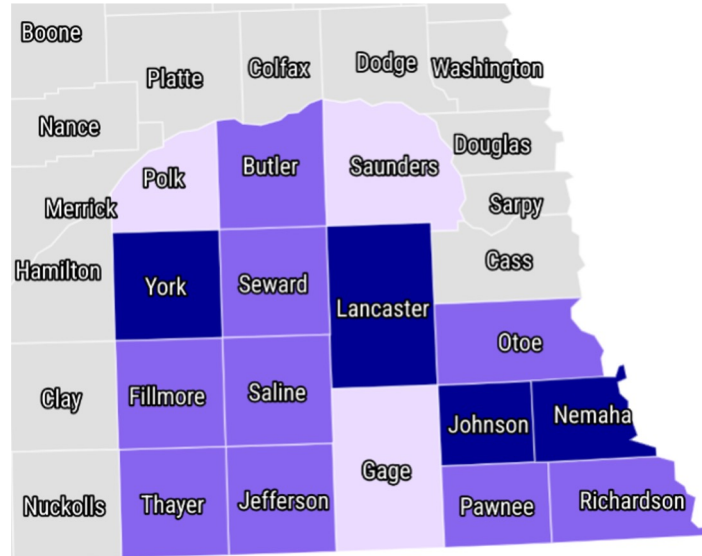 Boone
Platte
Colfax
Dodge
Washington
Nance
Douglas
Polk
Butler
Saunders
Merrick
Sarpy
Hamilton
York
Seward
Cass
Lancaster
Otoe
Clay
Fillmore
Saline
Johnson
Nemaha
Gage
Nuckolls
Thayer
Jefferson
Pawnee
Richardson